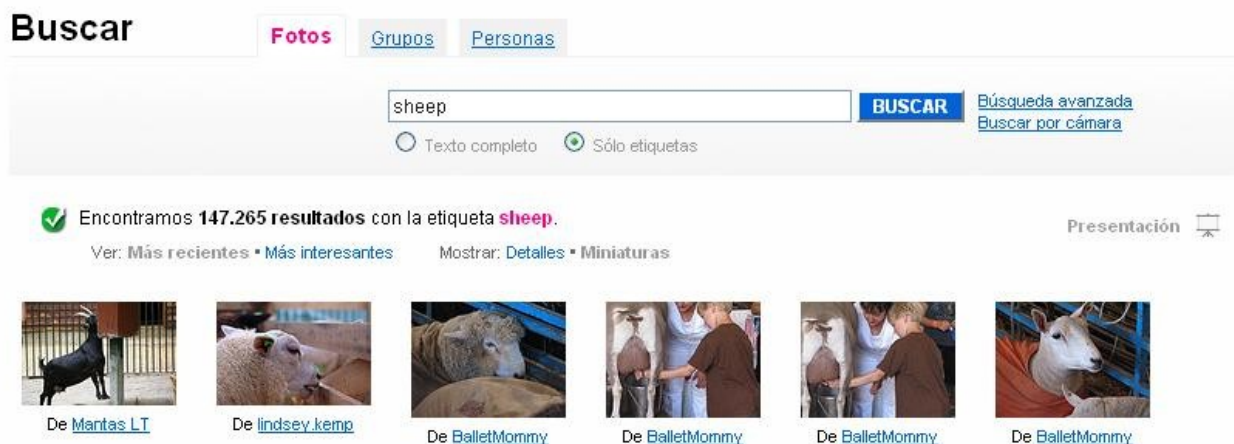 Buscar Fotos Grupos Personas
sheep BUSCAR Búsqueda avanzada
Buscar por cámara
Texto completo Sólo etiquetas
Encontramos 147.265 resultados con la etiqueta sheep.
Presentación
Ver: Más recientes • Más interesantes Mostrar: Detalles • Miniaturas
De Mantas LT De lindsey.kemp De BalletMommy De BalletMommy De BalletMommy De BalletMommy